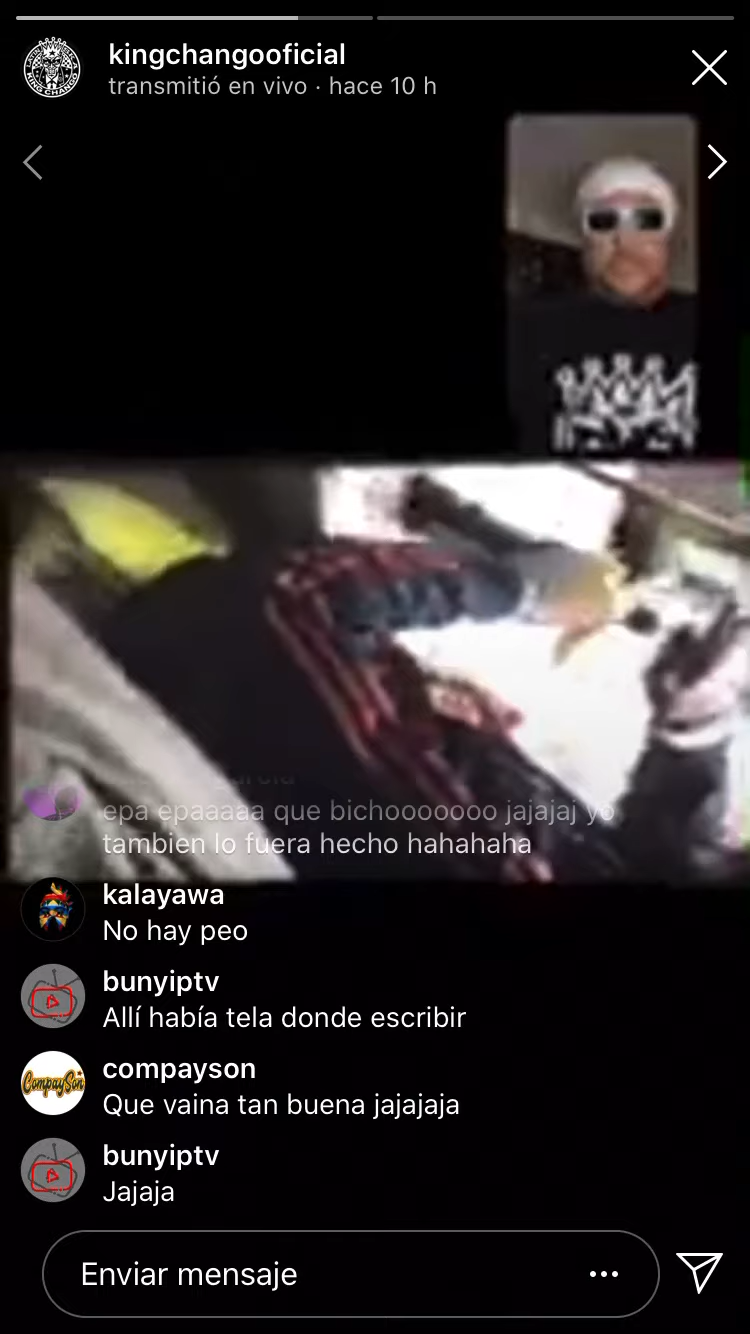 kingchangooficial
transmitió en vivo · hace 10 h
epa epaaaaa que bichooooooo jajajaj yo
tambien lo fuera hecho hahahaha
kalayawa
No hay peo
bunyiptv
Allí había tela donde escribir
CompaySon
compayson
Que vaina tan buena jajajaja
bunyiptv
Jajaja
Enviar mensaje